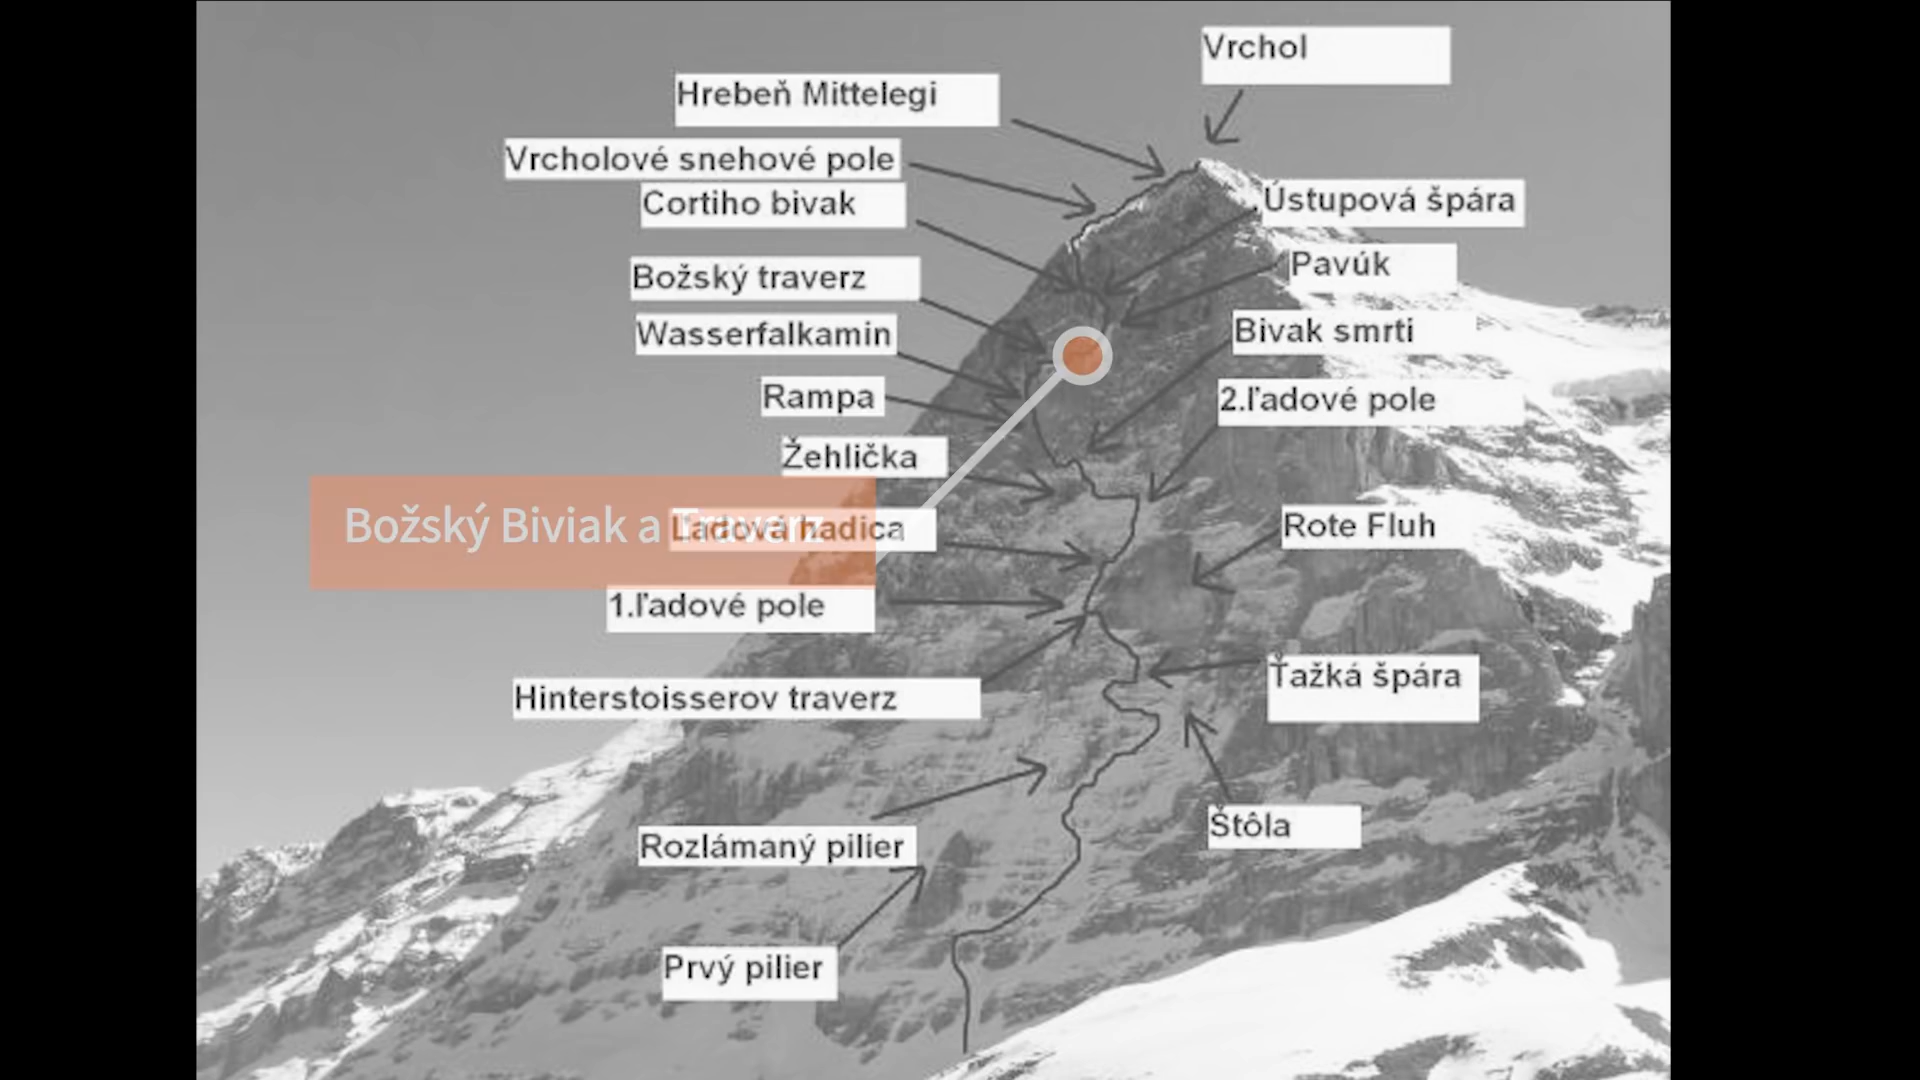 Vrchol
Hrebeň Mittelegi
Vrcholové snehové pole
Cortiho bivak
Ústupová špára
Božský traverz
Pavúk
Wasserfalkamin
Bivak smrti
Rampa
2.ľadové pole
Žehlička
Božský Biviak a Traverz
Ľadová hadica
Rote Fluh
1.ľadové pole
Hinterstoisserov traverz
Ťažká špára
Rozlámaný pilier
Štôla
Prvý pilier